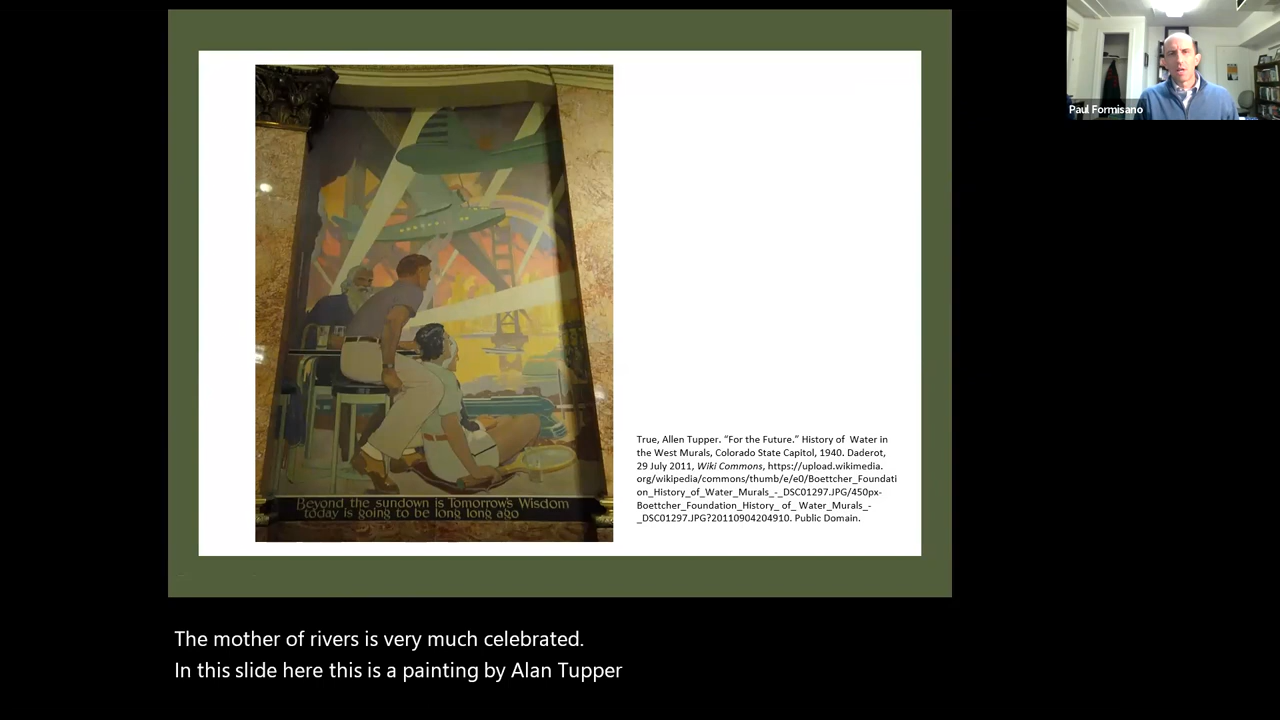 Paul Formisano
Beyond the sundown is Tomorrow's Wisdom
today is going to be long long ago
True, Allen Tupper. "For the Future." History of Water in
the West Murals, Colorado State Capitol, 1940. Daderot,
29 July 2011, Wiki Commons, https://upload.wikimedia.
org/wikipedia/commons/thumb/e/e0/Boettcher_Foundati
on_History_of_Water_Murals_-_DSC01297.JPG/450px-
Boettcher_Foundation_History_ of_ Water_Murals_-
_DSC01297.JPG?20110904204910. Public Domain.
The mother of rivers is very much celebrated.
In this slide here this is a painting by Alan Tupper